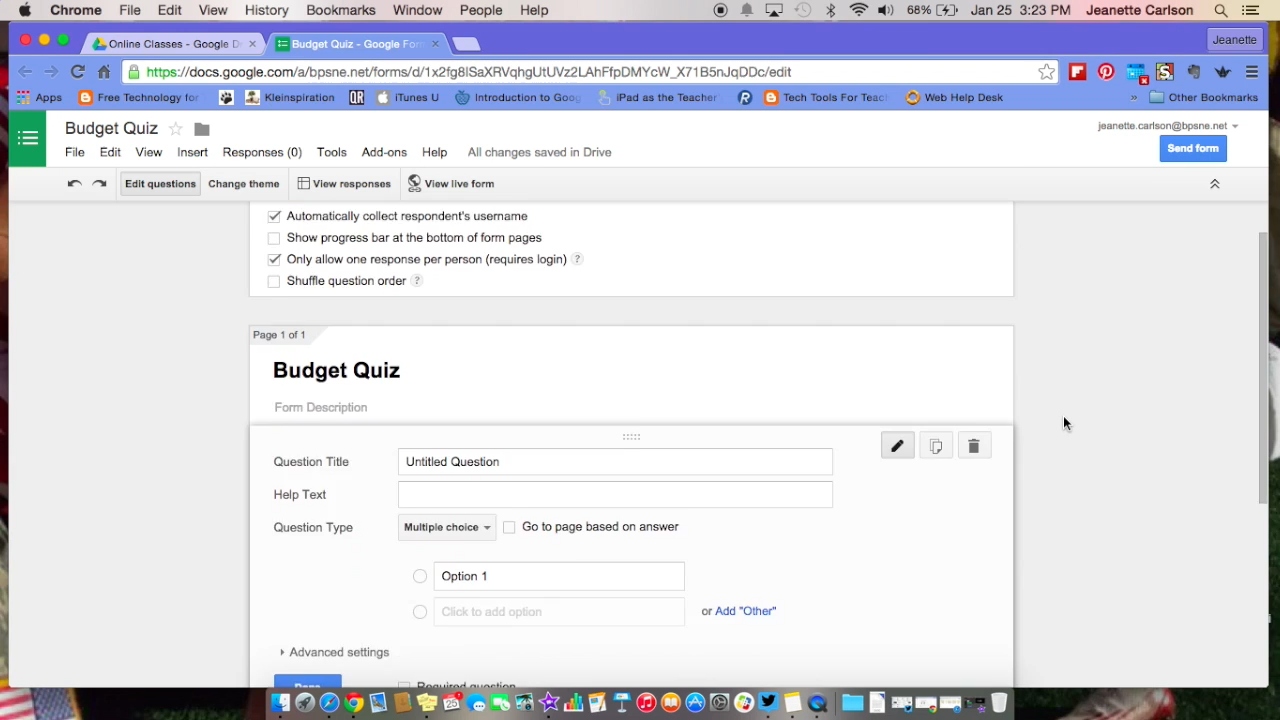 Chrome File Edit View History Bookmarks Window People Help 68% Jan 25 3:23 PM Jeanette Carlson
Online Classes - Google Dr Budget Quiz - Google For Jeanette
https://docs.google.com/a/bpsne.net/forms/d/1x2fg8lSaXRVqhgUtUVz2LAhFfpDMYcW_X71B5nJqDDc/edit
Apps Free Technology for Kleinspiration QR iTunes U Introduction to Goog iPad as the Teacher Tech Tools For Teac Web Help Desk » Other Bookmarks
Budget Quiz jeanette.carlson@bpsne.net
File Edit View Insert Responses (0) Tools Add-ons Help All changes saved in Drive Send form
Edit questions Change theme View responses View live form
Automatically collect respondent's username
Show progress bar at the bottom of form pages
Only allow one response per person (requires login) ?
Shuffle question order ?
Page 1 of 1
Budget Quiz
Form Description
Question Title Untitled Question
Help Text
Question Type Multiple choice Go to page based on answer
Option 1
Click to add option or Add "Other"
Advanced settings
Done Required question